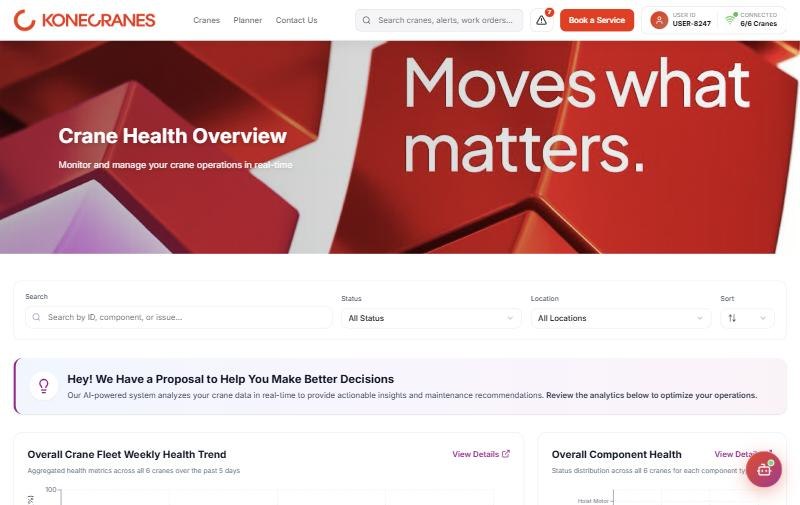 KONECRANES
Cranes
Planner
Contact Us
Search cranes, alerts, work orders...
7
Book a Service
USER ID
USER-8247
CONNECTED
6/6 Cranes
Moves what
matters.
Crane Health Overview
Monitor and manage your crane operations in real-time
Search
Search by ID, component, or issue...
Status
All Status
Location
All Locations
Sort
Hey! We Have a Proposal to Help You Make Better Decisions
Our AI-powered system analyzes your crane data in real-time to provide actionable insights and maintenance recommendations. Review the analytics below to optimize your operations.
Overall Crane Fleet Weekly Health Trend
View Details
Aggregated health metrics across all 6 cranes over the past 5 days
100
Overall Component Health
View Details
Status distribution across all 6 cranes for each component
Hoist Motor